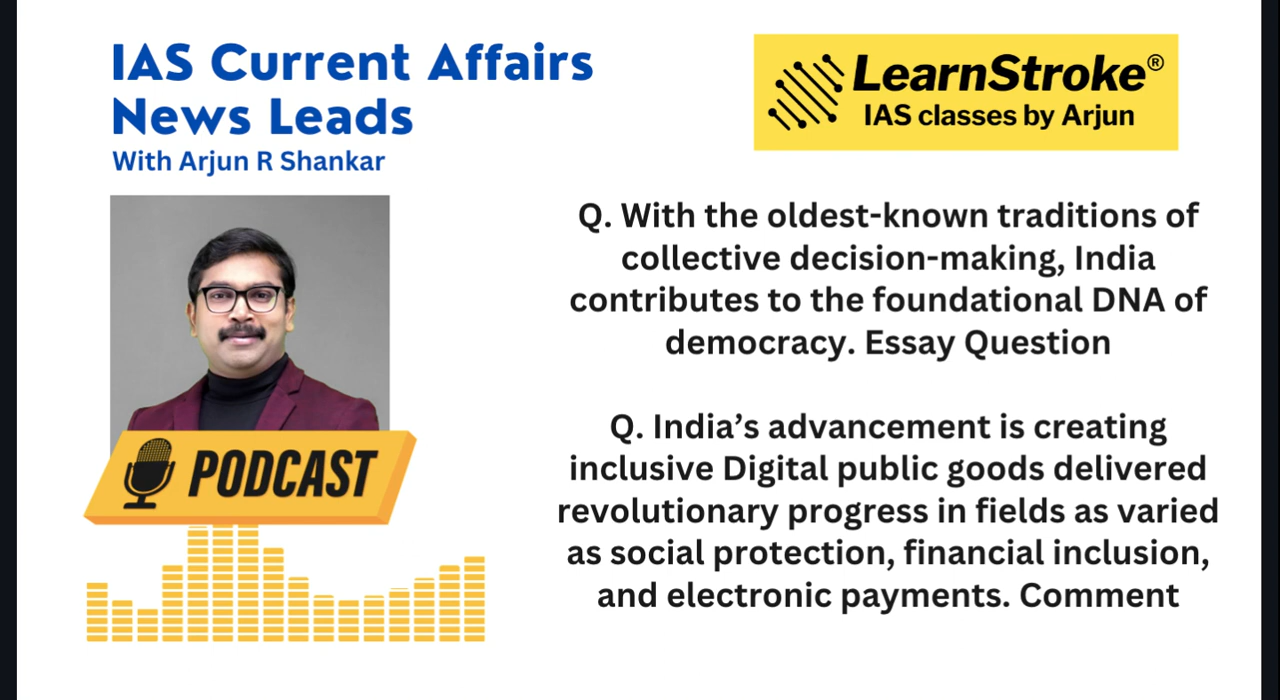 IAS Current Affairs
News Leads
With Arjun R Shankar
LearnStroke®
IAS classes by Arjun
PODCAST
Q. With the oldest-known traditions of
collective decision-making, India
contributes to the foundational DNA of
democracy. Essay Question
Q. India’s advancement is creating
inclusive Digital public goods delivered
revolutionary progress in fields as varied
as social protection, financial inclusion,
and electronic payments. Comment